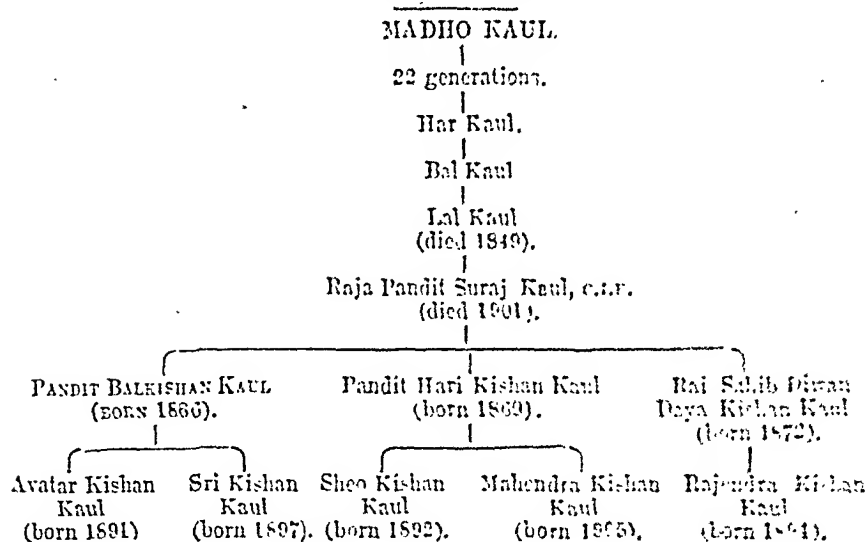 MADHO KAUL.
22 generations.
Har Kaul.
Bal Kaul
Lal Kaul
(died 1849).
Raja Pandit Suraj Kaul, C.I.E.
(died 1901).
PANDIT BALKISHAN KAUL
(BORN 1866).
Pandit Hari Kishan Kaul
(born 1869).
Rai Sahib Diwan
Daya Kishan Kaul
(born 1872).
Avatar Kishan
Kaul
(born 1891)
Sri Kishan
Kaul
(born 1897).
Sheo Kishan
Kaul
(born 1892).
Mahendra Kishan
Kaul
(born 1895).
Rajendra Kishan
Kaul
(born).